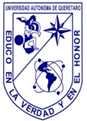 UNIVERSIDAD AUTONOMA DE QUERETARO
EDUCO EN LA VERDAD Y EN EL HONOR